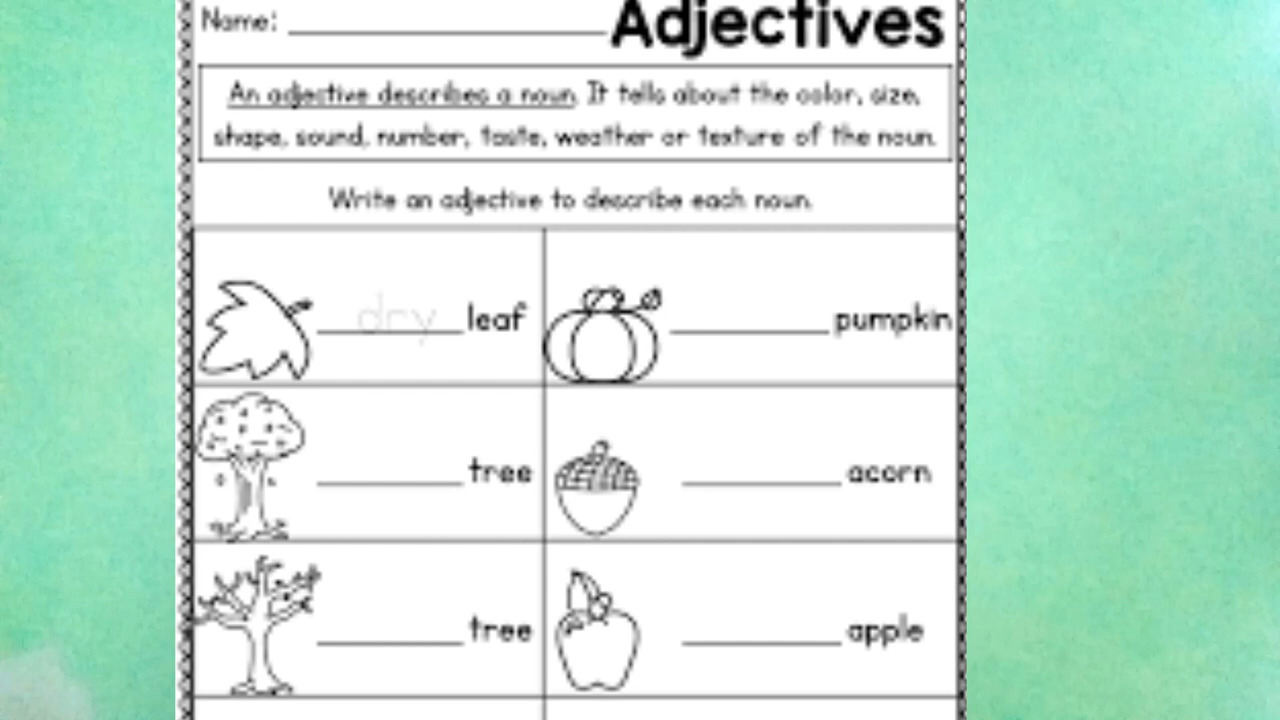 Name: Adjectives
An adjective describes a noun. It tells about the color, size,
shape, sound, number, taste, weather or texture of the noun.
Write an adjective to describe each noun.
dry leaf
pumpkin
tree
acorn
tree
apple